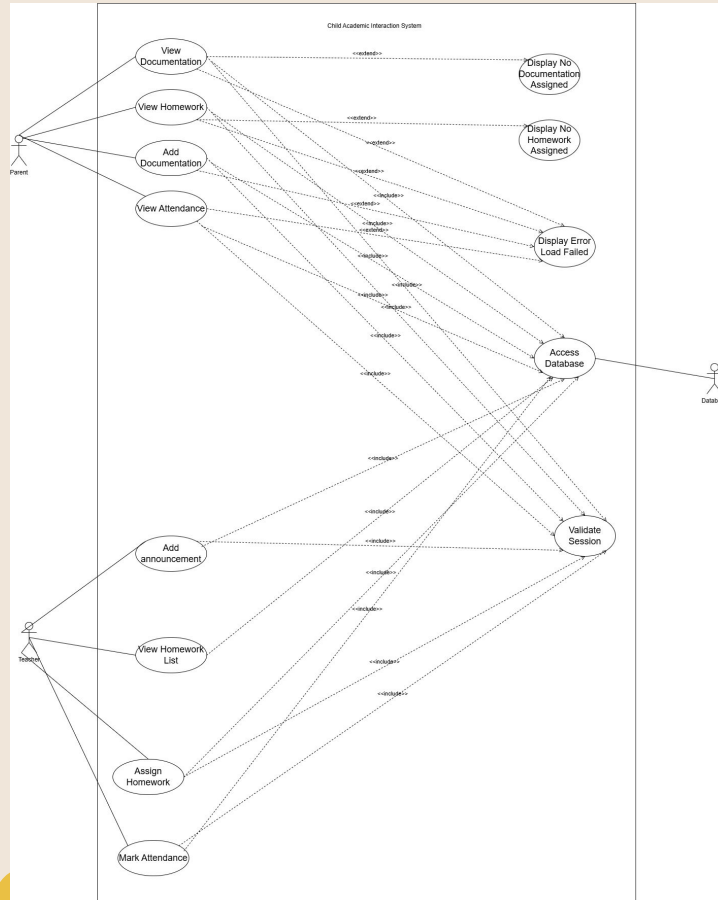 Child Academic Interaction System
View
Documentation
<<extend>>
Display No
Documentation
Assigned
View Homework
<<extend>>
Display No
Homework
Assigned
Parent
Add
Documentation
<<extend>>
<<extend>>
<<include>>
View Attendance
<<extend>>
<<include>>
<<extend>>
Display Error
Load Failed
<<include>>
<<include>>
<<include>>
<<include>>
<<include>>
Access
Database
<<include>>
<<include>>
<<include>>
Validate
Session
Add
announcement
<<include>>
<<include>>
<<include>>
View Homework
List
<<include>>
<<include>>
Assign
Homework
Mark Attendance